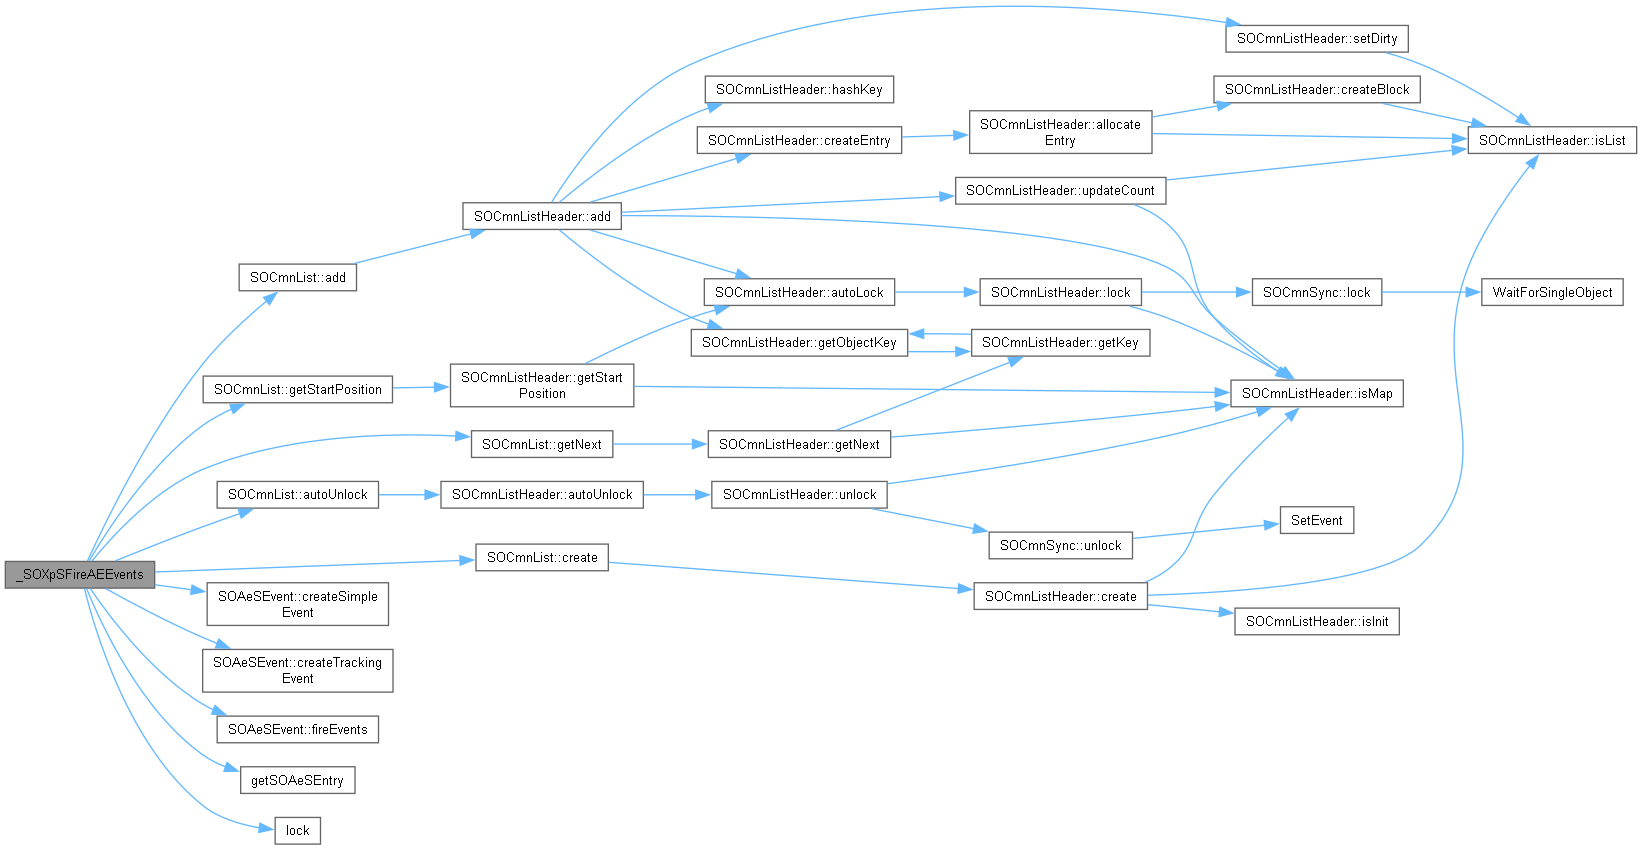 SOCmnListHeader::setDirty
SOCmnListHeader::hashKey
SOCmnListHeader::createBlock
SOCmnListHeader::createEntry
SOCmnListHeader::allocate
Entry
SOCmnListHeader::isList
SOCmnListHeader::updateCount
SOCmnListHeader::add
SOCmnList::add
SOCmnListHeader::autoLock
SOCmnListHeader::lock
SOCmnSync::lock
WaitForSingleObject
SOCmnListHeader::getObjectKey
SOCmnListHeader::getKey
SOCmnList::getStartPosition
SOCmnListHeader::getStart
Position
SOCmnListHeader::isMap
SOCmnList::getNext
SOCmnListHeader::getNext
SOCmnList::autoUnlock
SOCmnListHeader::autoUnlock
SOCmnListHeader::unlock
SetEvent
SOCmnSync::unlock
SOCmnList::create
_SOXpSFireAEEvents
SOAeSEvent::createSimple
Event
SOCmnListHeader::create
SOCmnListHeader::isInit
SOAeSEvent::createTracking
Event
SOAeSEvent::fireEvents
getSOAeSEntry
lock